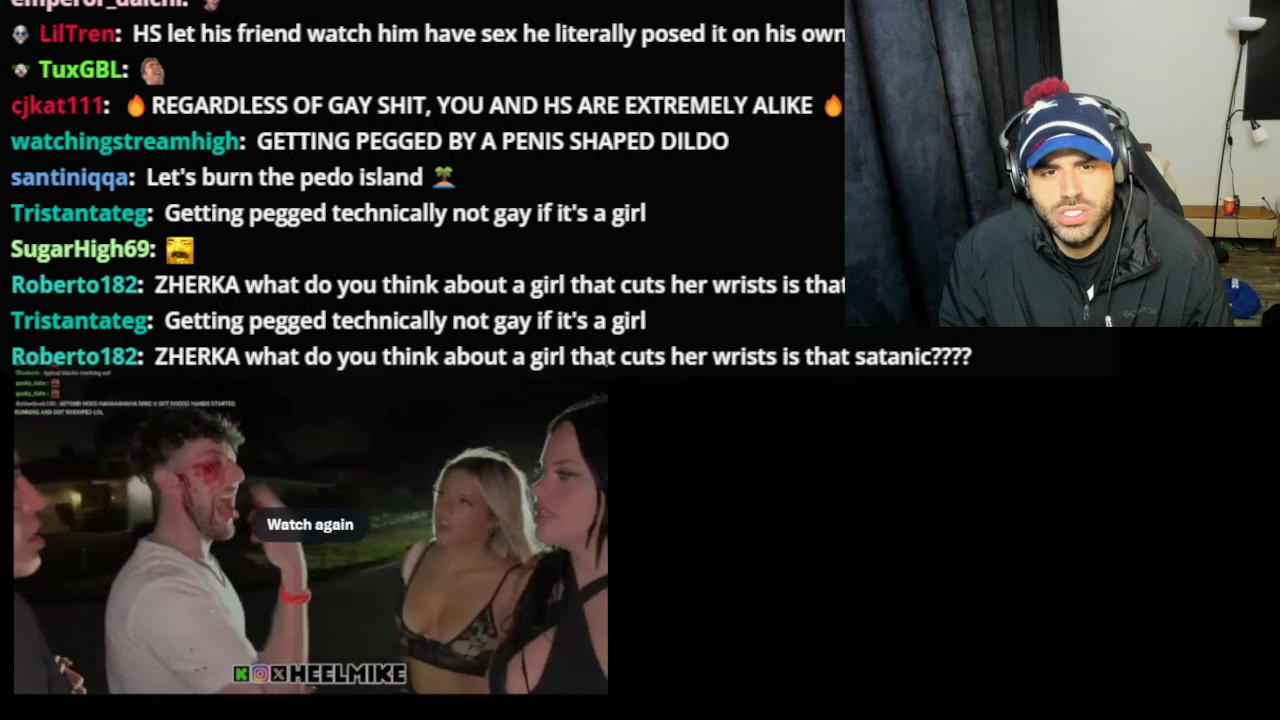 emperor_daichi:
LilTren: HS let his friend watch him have sex he literally posed it on his own
TuxGBL:
cjkat111: 🔥 REGARDLESS OF GAY SHIT, YOU AND HS ARE EXTREMELY ALIKE 🔥
watchingstreamhigh: GETTING PEGGED BY A PENIS SHAPED DILDO
santiniqqa: Let's burn the pedo island 🏝️
Tristantateg: Getting pegged technically not gay if it's a girl
SugarHigh69:
Roberto182: ZHERKA what do you think about a girl that cuts her wrists is that
Tristantateg: Getting pegged technically not gay if it's a girl
Roberto182: ZHERKA what do you think about a girl that cuts her wrists is that satanic????
Watch again
HEELMIKE